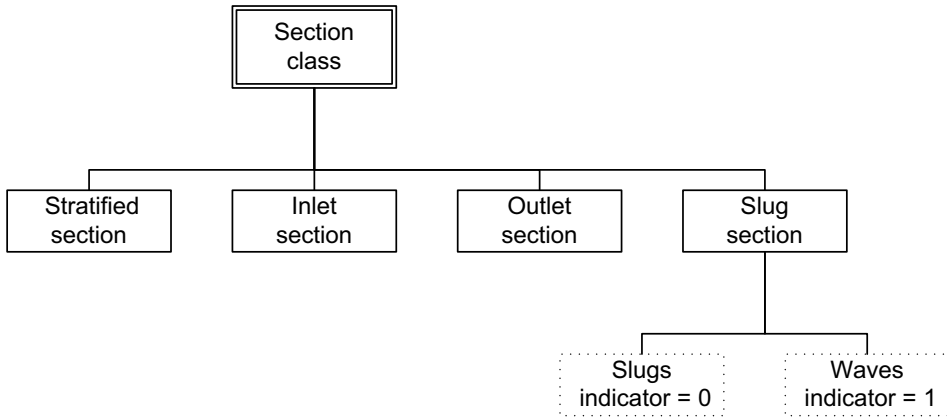 Section
class
Stratified
section
Inlet
section
Outlet
section
Slug
section
Slugs
indicator = 0
Waves
indicator = 1